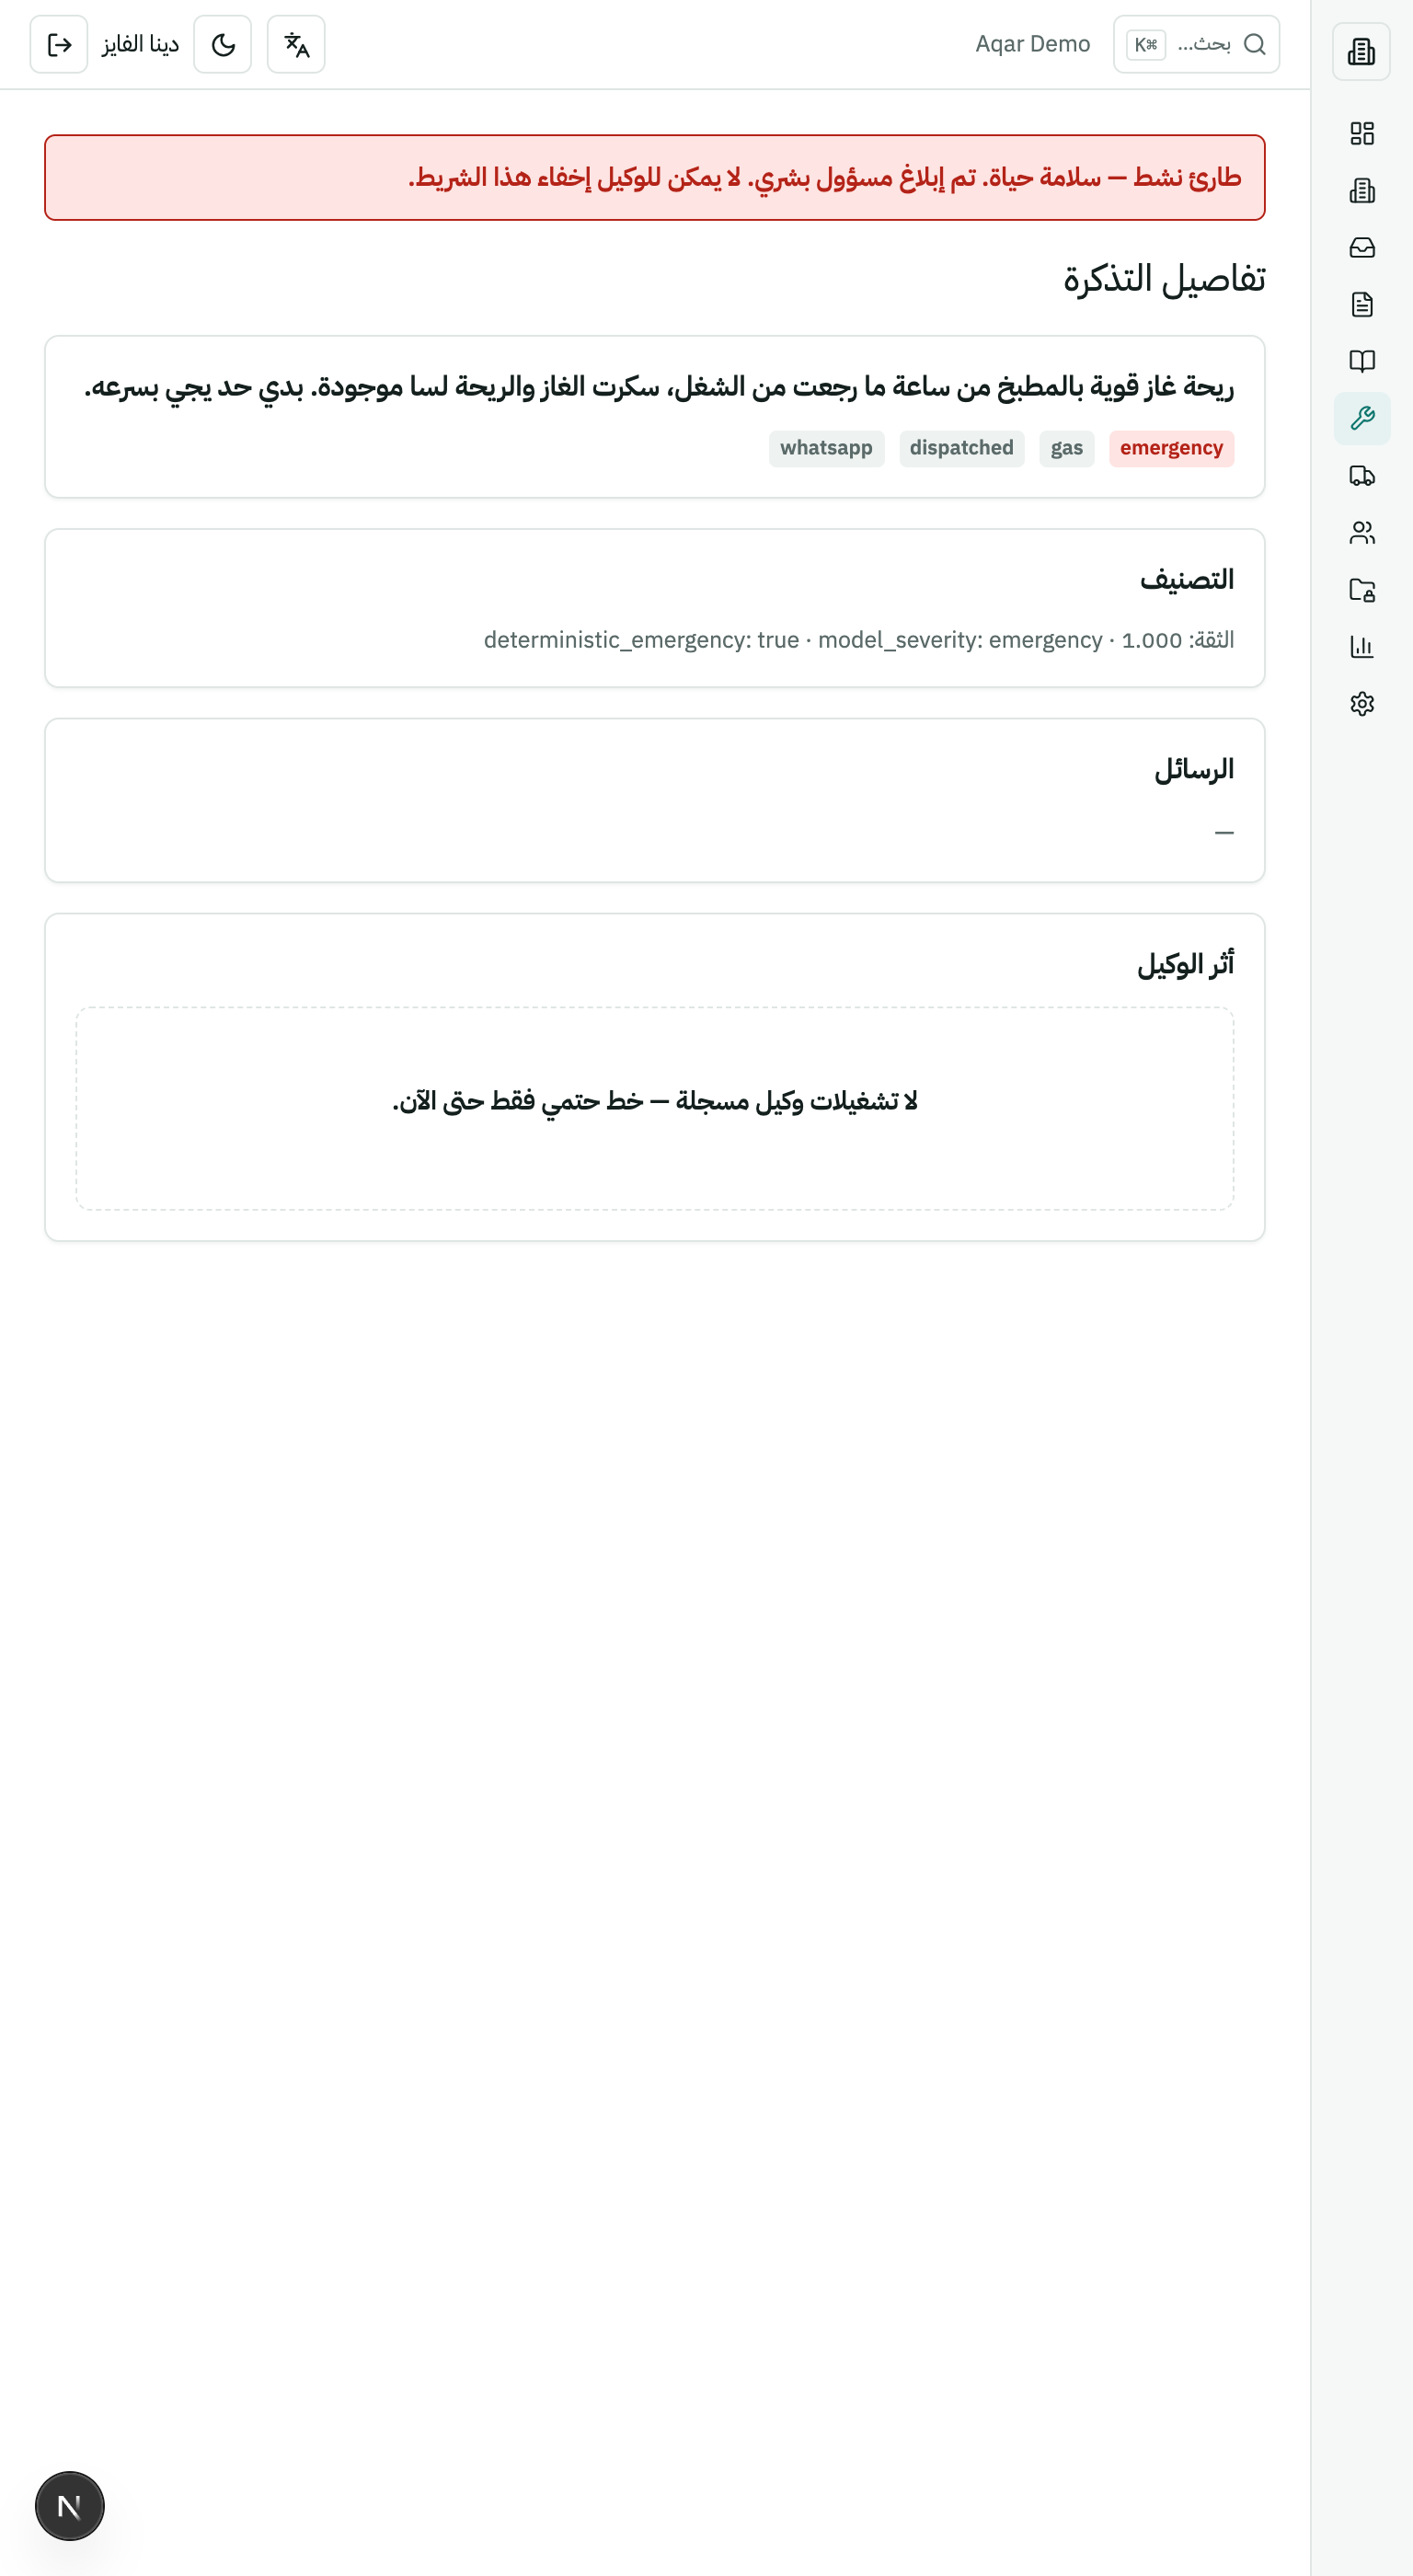 بحث... ⌘K
Aqar Demo
دينا الفايز
طارئ نشط — سلامة حياة. تم إبلاغ مسؤول بشري. لا يمكن للوكيل إخفاء هذا الشريط.
تفاصيل التذكرة
ريحة غاز قوية بالمطبخ من ساعة ما رجعت من الشغل، سكرت الغاز والريحة لسا موجودة. بدي حد يجي بسرعه.
emergency gas dispatched whatsapp
التصنيف
الثقة: 1.000 · deterministic_emergency: true · model_severity: emergency
الرسائل
—
أثر الوكيل
لا تشغيلات وكيل مسجلة — خط حتمي فقط حتى الآن.
N